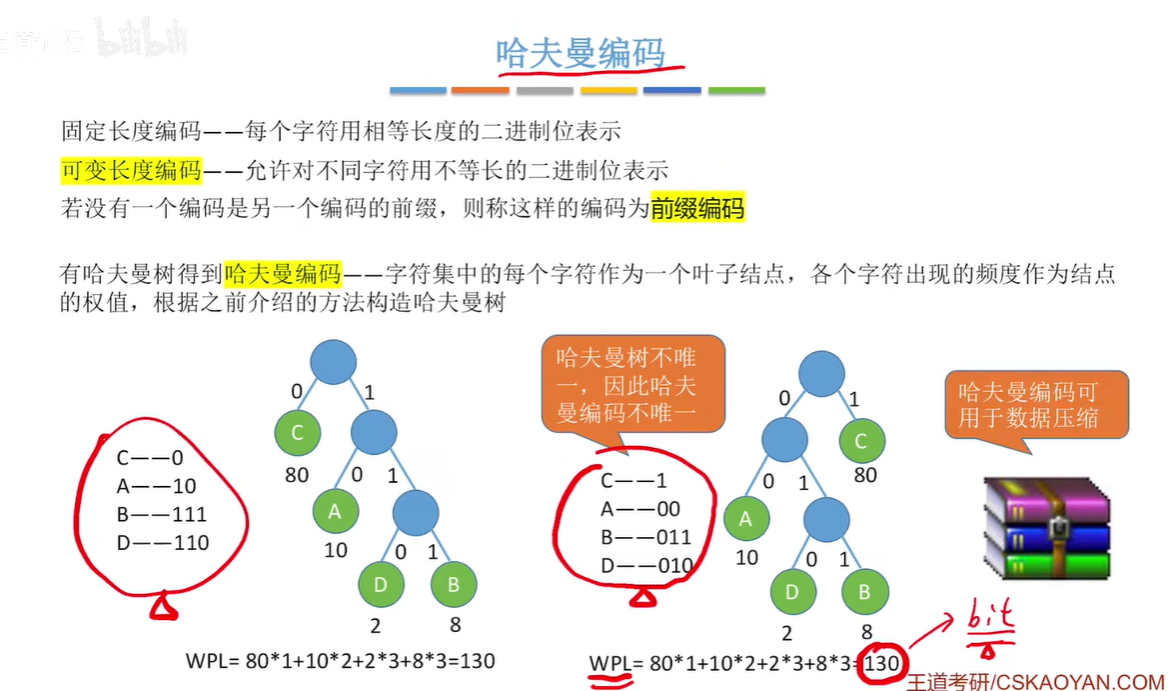 bilibili
哈夫曼编码
固定长度编码——每个字符用相等长度的二进制位表示
可变长度编码——允许对不同字符用不等长的二进制位表示
若没有一个编码是另一个编码的前缀，则称这样的编码为前缀编码
有哈夫曼树得到哈夫曼编码——字符集中的每个字符作为一个叶子结点，各个字符出现的频度作为结点
的权值，根据之前介绍的方法构造哈夫曼树
C——0
A——10
B——111
D——110
0 1
C
80
0 1
A
10
0 1
D B
2 8
WPL= 80*1+10*2+2*3+8*3=130
哈夫曼树不唯
一，因此哈夫
曼编码不唯一
C——1
A——00
B——011
D——010
0 1
C
80
0 1
A
10
0 1
D B
2 8
WPL= 80*1+10*2+2*3+8*3=130
bit
哈夫曼编码可
用于数据压缩
王道考研/CSKAOYAN.COM